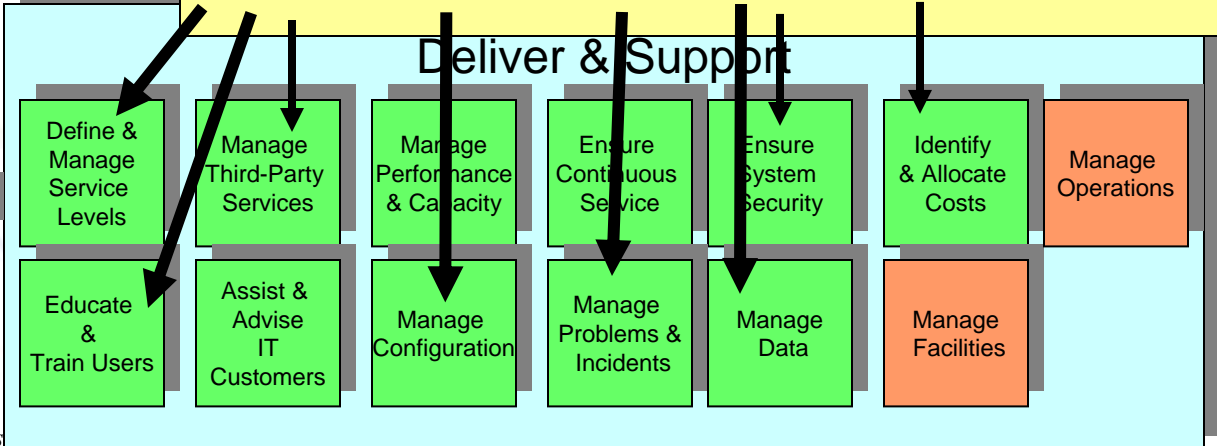 Deliver & Support
Define &
Manage
Service
Levels
Manage
Third-Party
Services
Manage
Performance
& Capacity
Ensure
Continuous
Service
Ensure
System
Security
Identify
& Allocate
Costs
Manage
Operations
Educate
&
Train Users
Assist &
Advise
IT
Customers
Manage
Configuration
Manage
Problems &
Incidents
Manage
Data
Manage
Facilities